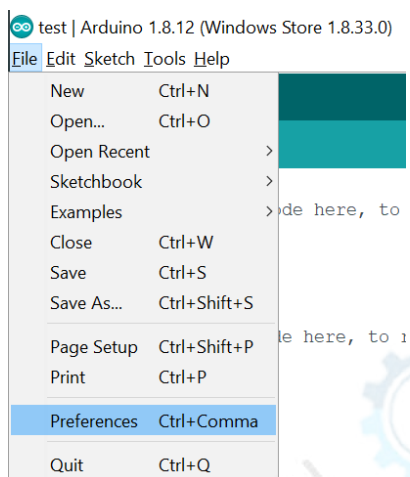 test | Arduino 1.8.12 (Windows Store 1.8.33.0)
File Edit Sketch Tools Help
New Ctrl+N
Open... Ctrl+O
Open Recent >
Sketchbook >
Examples >
ode here, to
Close Ctrl+W
Save Ctrl+S
Save As... Ctrl+Shift+S
Page Setup Ctrl+Shift+P
de here, to r
Print Ctrl+P
Preferences Ctrl+Comma
Quit Ctrl+Q